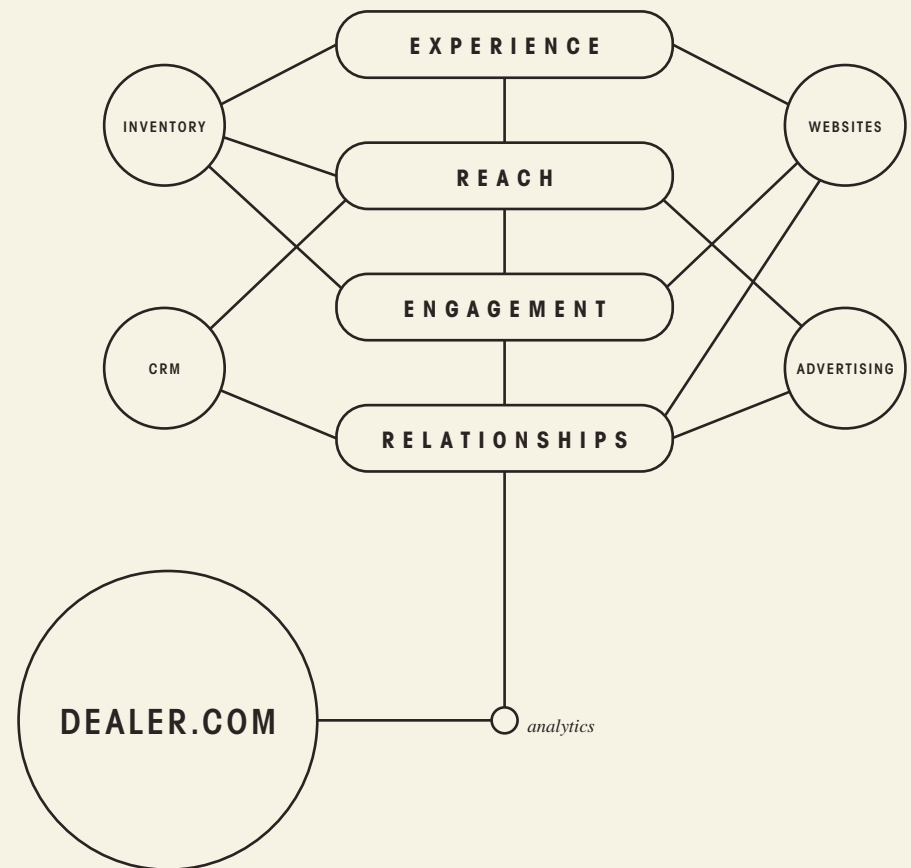 EXPERIENCE
INVENTORY
WEBSITES
REACH
ENGAGEMENT
CRM
ADVERTISING
RELATIONSHIPS
DEALER.COM
analytics